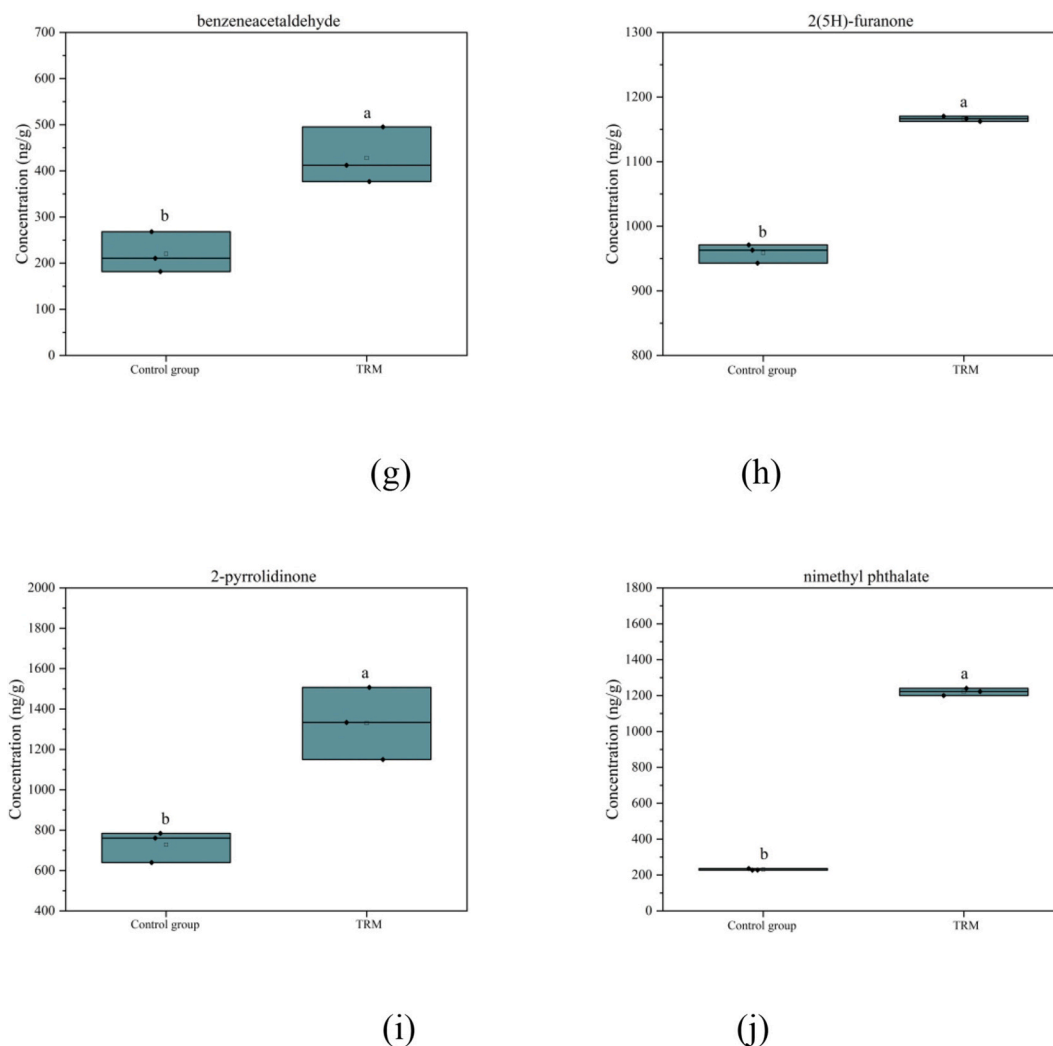 benzeneacetaldehyde
700
600
500
400
300
200
100
0
Concentration (ng/g)
b
a
Control group
TRM
(g)
2(5H)-furanone
1300
1200
1100
1000
900
800
Concentration (ng/g)
b
a
Control group
TRM
(h)
2-pyrrolidinone
2000
1800
1600
1400
1200
1000
800
600
400
Concentration (ng/g)
b
a
Control group
TRM
(i)
nimethyl phthalate
1800
1600
1400
1200
1000
800
600
400
200
0
Concentration (ng/g)
b
a
Control group
TRM
(j)